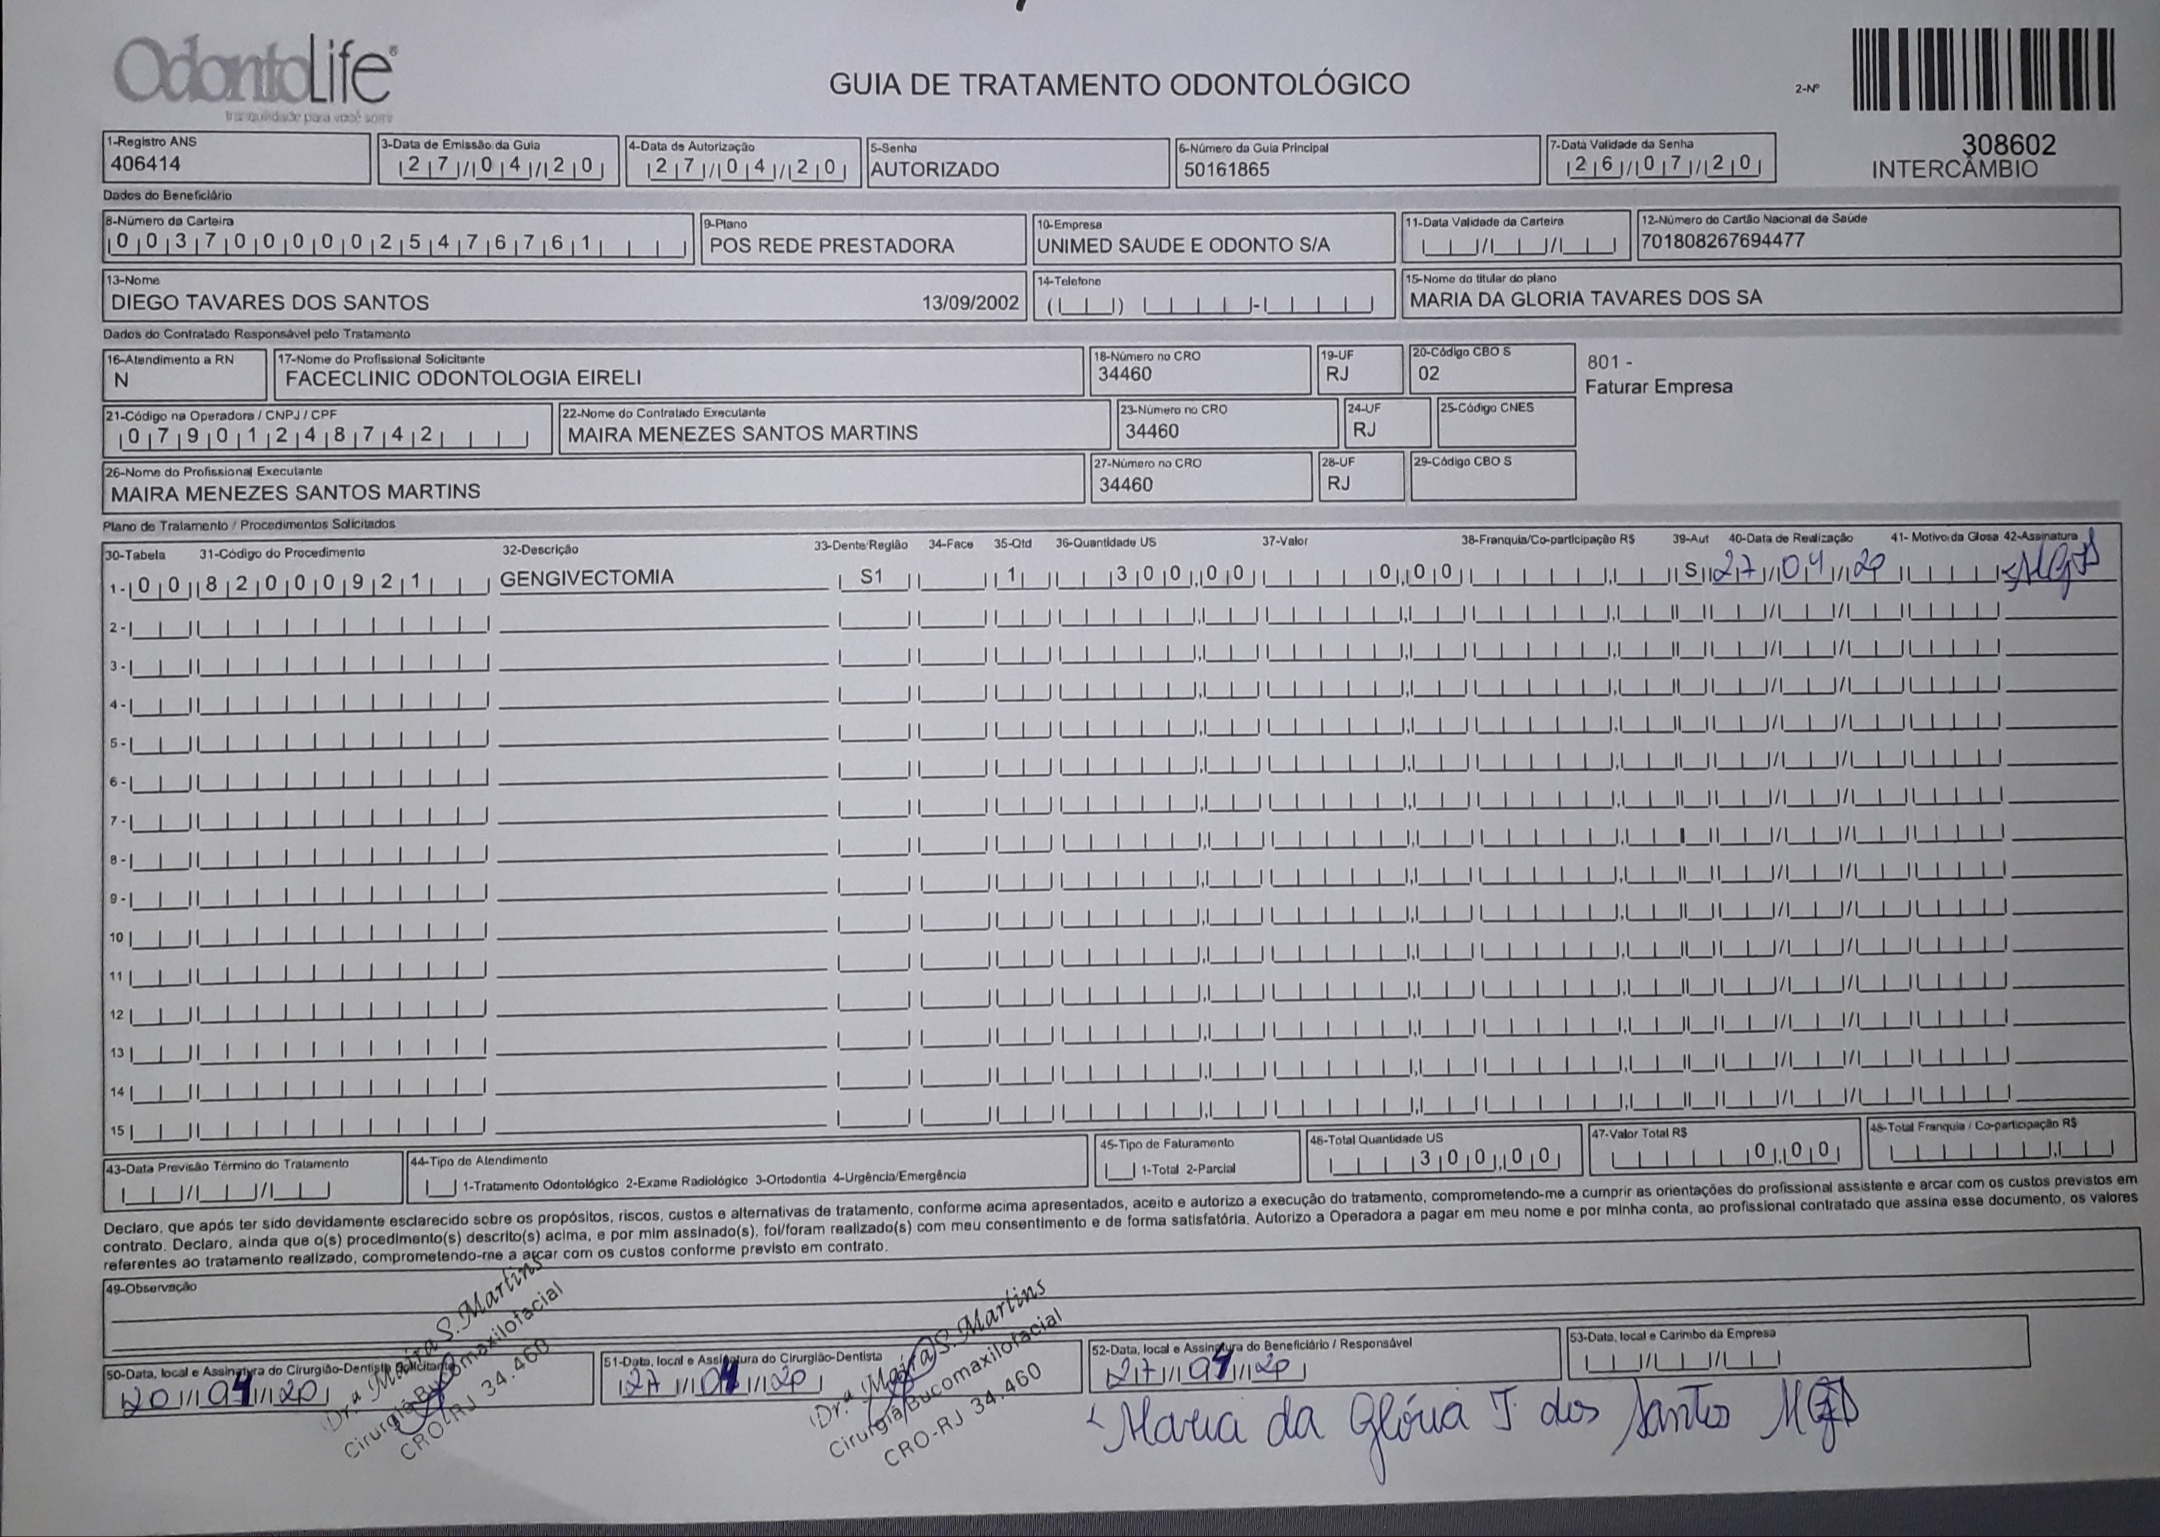 OdontoLife®
tranquilidade para você sorrir
GUIA DE TRATAMENTO ODONTOLÓGICO
2-Nº
308602
INTERCÂMBIO
1-Registro ANS
406414
3-Data de Emissão da Guia
27/04/20
4-Data de Autorização
27/04/20
5-Senha
AUTORIZADO
6-Número da Guia Principal
50161865
7-Data Validade da Senha
26/07/20
Dados do Beneficiário
8-Número da Carteira
00370000025476761
9-Plano
POS REDE PRESTADORA
10-Empresa
UNIMED SAUDE E ODONTO S/A
11-Data Validade da Carteira
12-Número do Cartão Nacional de Saúde
701808267694477
13-Nome
DIEGO TAVARES DOS SANTOS 13/09/2002
14-Telefone
15-Nome do titular do plano
MARIA DA GLORIA TAVARES DOS SA
Dados do Contratado Responsável pelo Tratamento
16-Atendimento a RN
N
17-Nome do Profissional Solicitante
FACECLINIC ODONTOLOGIA EIRELI
18-Número no CRO
34460
19-UF
RJ
20-Código CBO S
02
801 -
Faturar Empresa
21-Código na Operadora / CNPJ / CPF
07901248742
22-Nome do Contratado Executante
MAIRA MENEZES SANTOS MARTINS
23-Número no CRO
34460
24-UF
RJ
25-Código CNES
26-Nome do Profissional Executante
MAIRA MENEZES SANTOS MARTINS
27-Número no CRO
34460
28-UF
RJ
29-Código CBO S
Plano de Tratamento / Procedimentos Solicitados
30-Tabela 31-Código do Procedimento 32-Descrição 33-Dente/Região 34-Face 35-Qtd 36-Quantidade US 37-Valor 38-Franquia/Co-participação R$ 39-Aut 40-Data de Realização 41- Motivo da Glosa 42-Assinatura
1- 00 82000921 GENGIVECTOMIA S1 1 300,00 0,00 S 27/04/20 MGS
2-
3-
4-
5-
6-
7-
8-
9-
10
11
12
13
14
15
43-Data Previsão Término do Tratamento
44-Tipo de Atendimento
1-Tratamento Odontológico 2-Exame Radiológico 3-Ortodontia 4-Urgência/Emergência
45-Tipo de Faturamento
1-Total 2-Parcial
46-Total Quantidade US
300,00
47-Valor Total R$
0,00
48-Total Franquia / Co-participação R$
Declaro, que após ter sido devidamente esclarecido sobre os propósitos, riscos, custos e alternativas de tratamento, conforme acima apresentados, aceito e autorizo a execução do tratamento, comprometendo-me a cumprir as orientações do profissional assistente e arcar com os custos previstos em
contrato. Declaro, ainda que o(s) procedimento(s) descrito(s) acima, e por mim assinado(s), foi/foram realizado(s) com meu consentimento e de forma satisfatória. Autorizo a Operadora a pagar em meu nome e por minha conta, ao profissional contratado que assina esse documento, os valores
referentes ao tratamento realizado, comprometendo-me a arcar com os custos conforme previsto em contrato.
49-Observação
50-Data, local e Assinatura do Cirurgião-Dentista Solicitante
20/04/20
Dr.ª Maíra S. Martins
Cirurgiã Bucomaxilofacial
CRO-RJ 34.460
51-Data, local e Assinatura do Cirurgião-Dentista
27/04/20
Dr.ª Maíra S. Martins
Cirurgiã Bucomaxilofacial
CRO-RJ 34.460
52-Data, local e Assinatura do Beneficiário / Responsável
27/04/20
Maria da Glória T. dos Santos
53-Data, local e Carimbo da Empresa